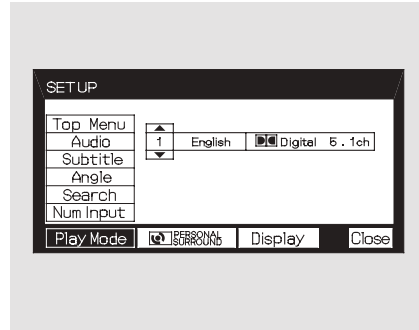 SETUP
Top Menu
Audio 1 English Digital 5.1ch
Subtitle
Angle
Search
Num Input
Play Mode PERSONAL SURROUND Display Close